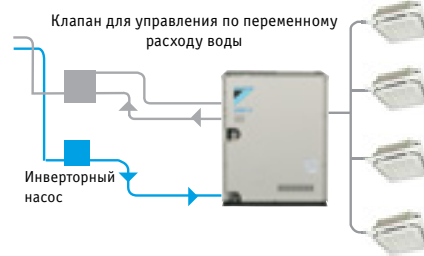 Клапан для управления по переменному
расходу воды
Инверторный
насос